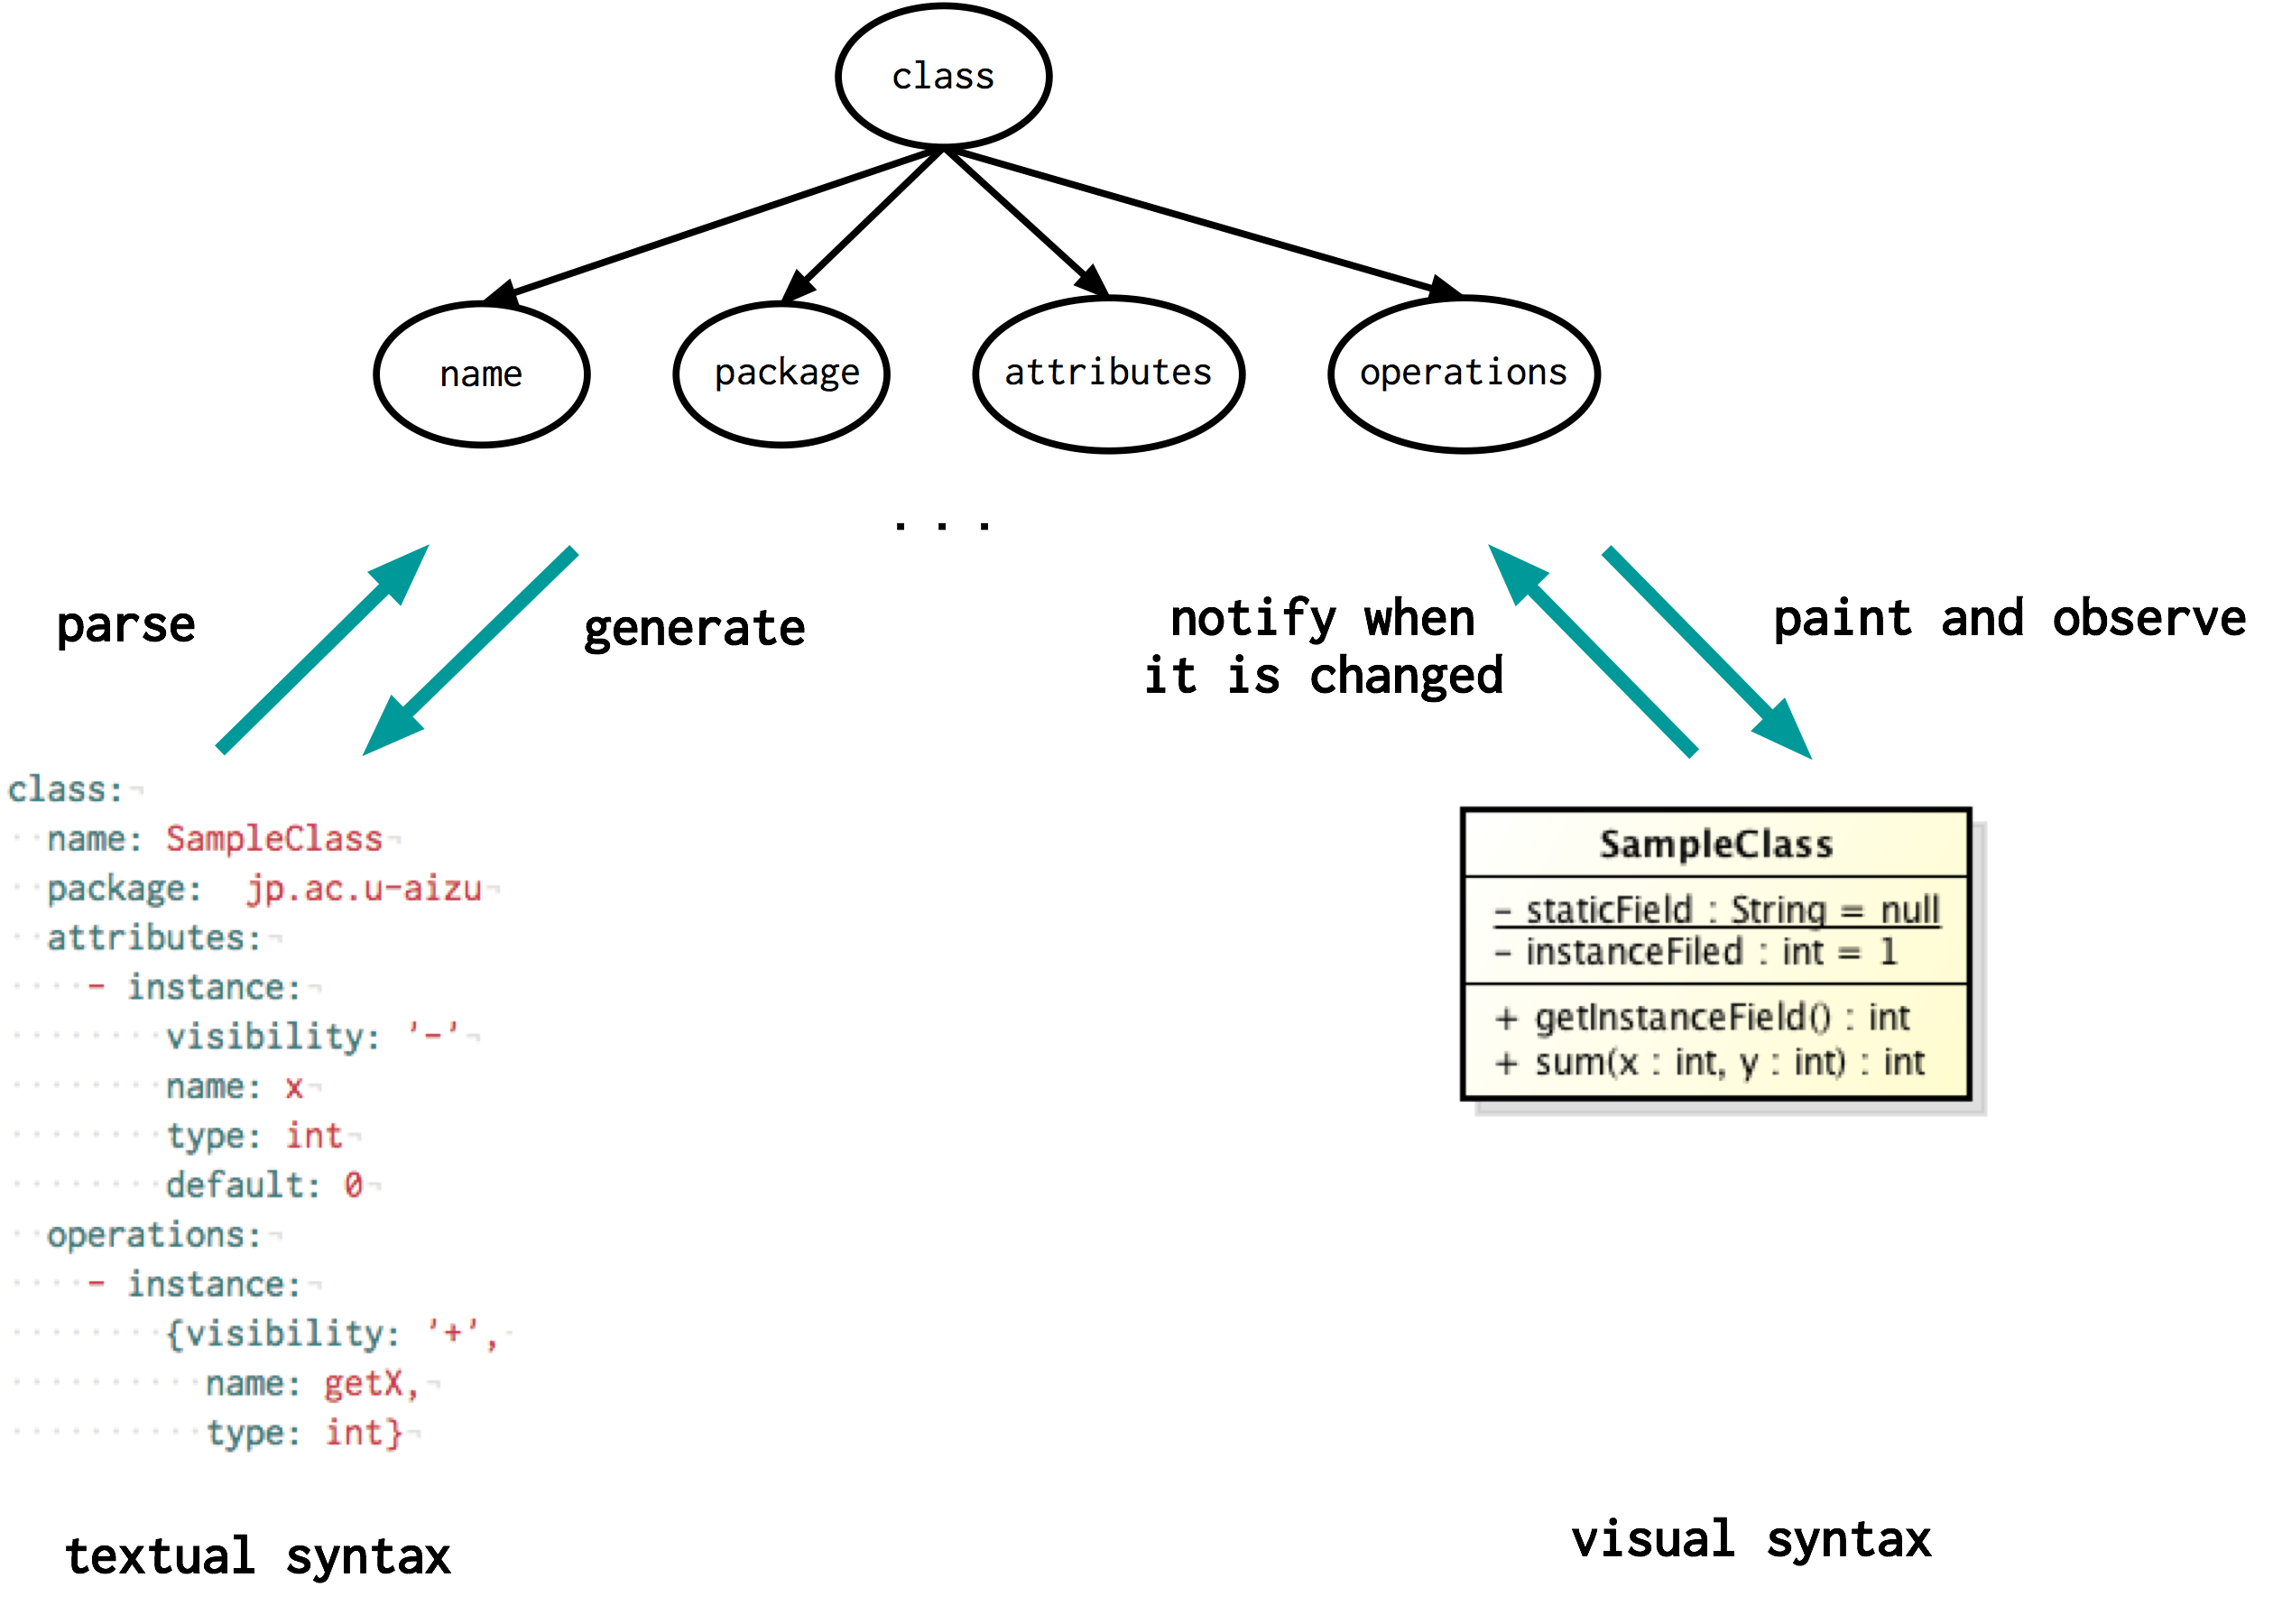 class
name
package
attributes
operations
. . .
parse
generate
notify when
it is changed
paint and observe
class:
name: SampleClass
package:  jp.ac.u-aizu
attributes:
- instance:
visibility: '-'
name: x
type: int
default: 0
operations:
- instance:
{visibility: '+',
name: getX,
type: int}
textual syntax
SampleClass
- staticField : String = null
- instanceFiled : int = 1
+ getInstanceField() : int
+ sum(x : int, y : int) : int
visual syntax